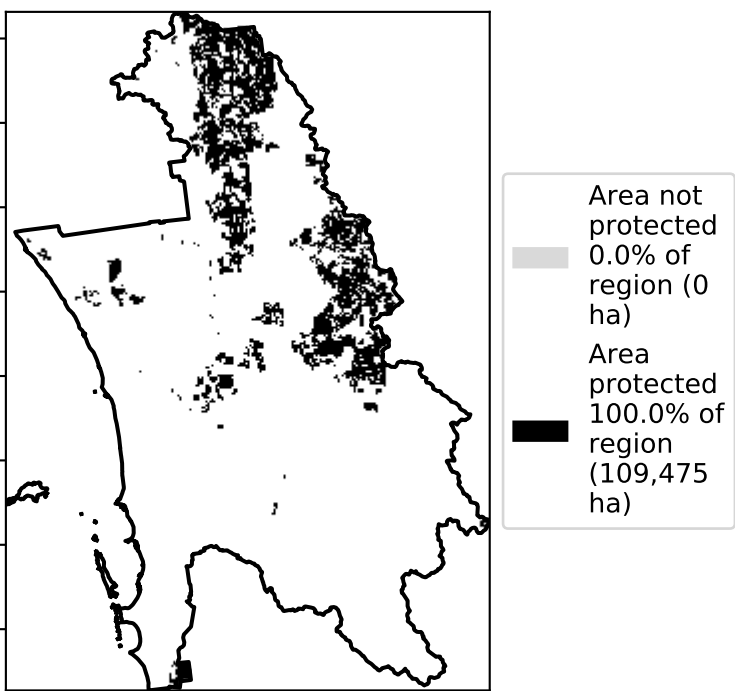 Area not
protected
0.0% of
region (0
ha)
Area
protected
100.0% of
region
(109,475
ha)